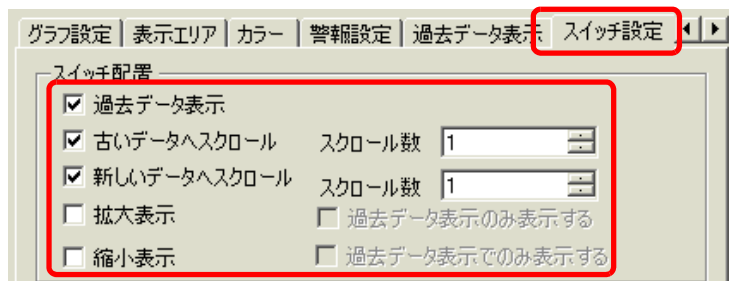 グラフ設定 表示エリア カラー 警報設定 過去データ表示 スイッチ設定
スイッチ配置
過去データ表示
古いデータへスクロール スクロール数 1
新しいデータへスクロール スクロール数 1
拡大表示 過去データ表示のみ表示する
縮小表示 過去データ表示でのみ表示する